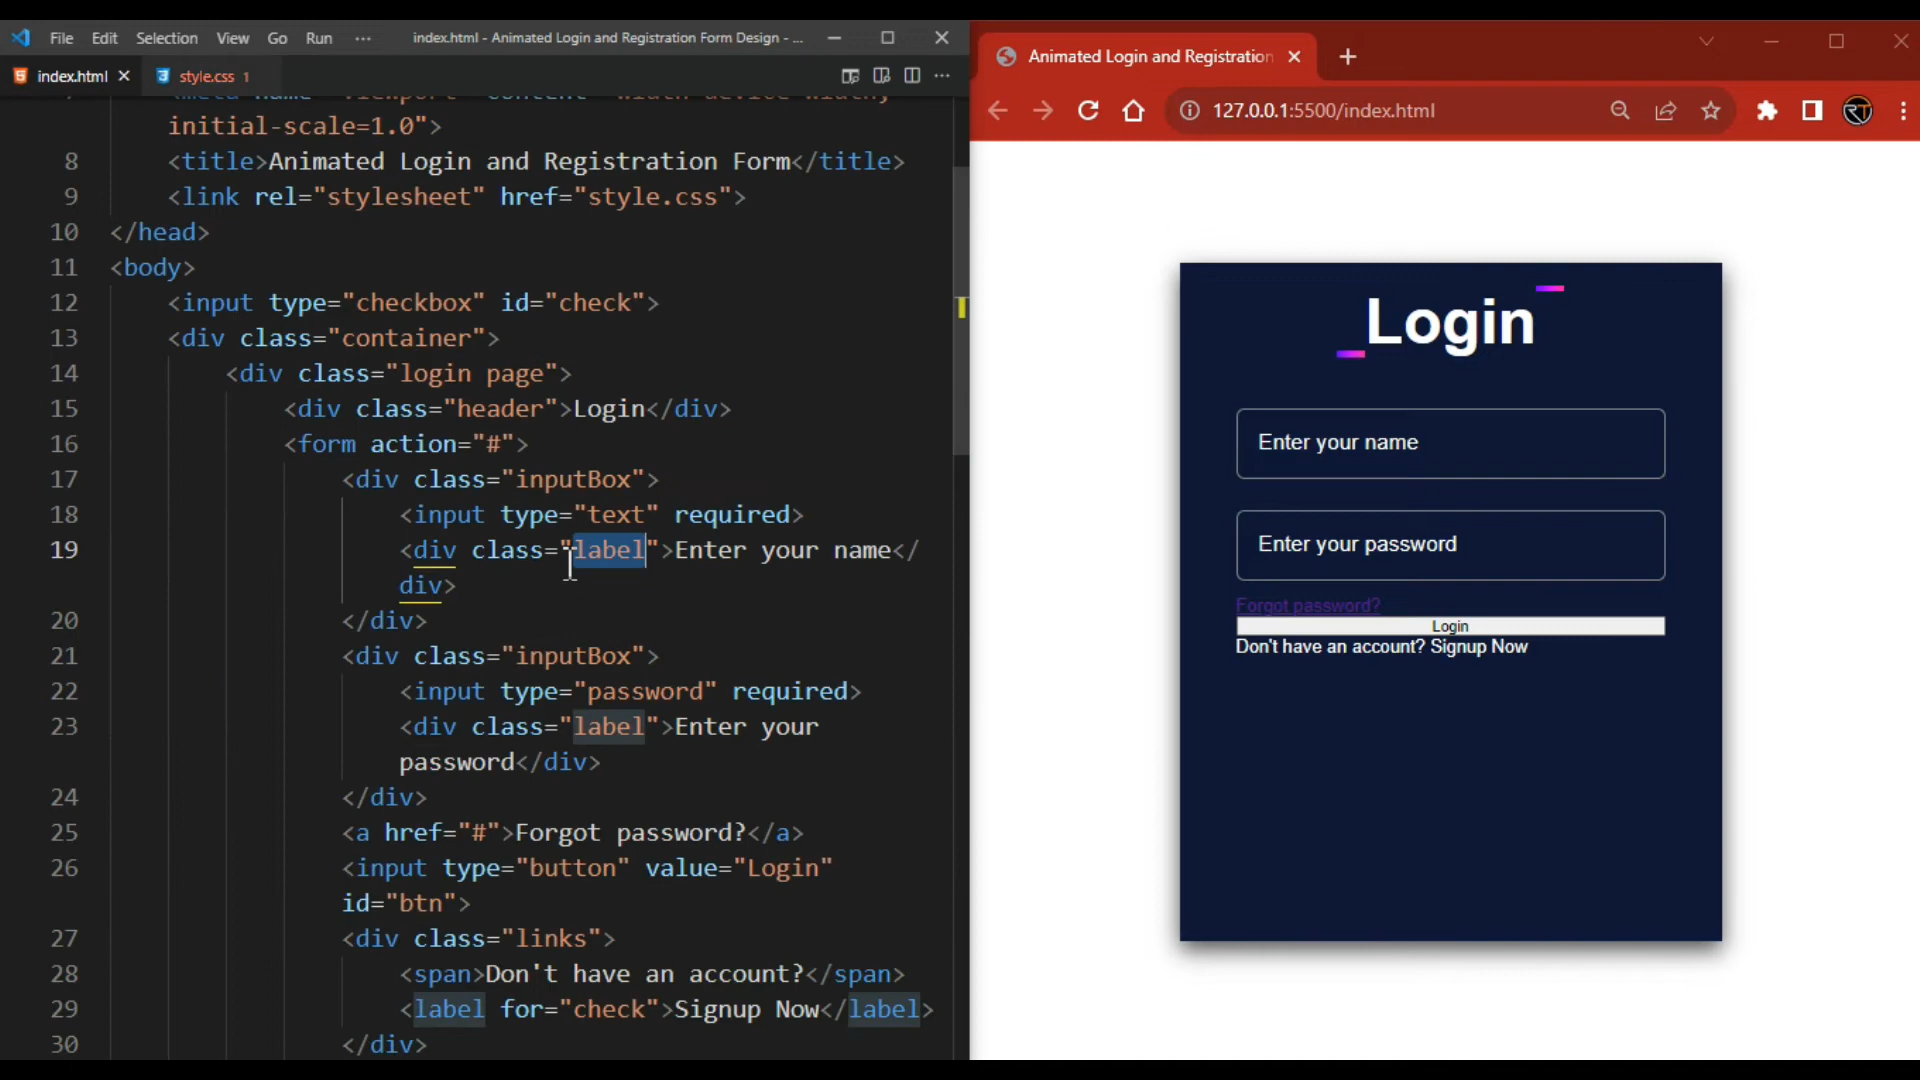 File Edit Selection View Go Run ··· index.html - Animated Login and Registration Form Design - ...
index.html style.css 1
initial-scale=1.0">
8 <title>Animated Login and Registration Form</title>
9 <link rel="stylesheet" href="style.css">
10 </head>
11 <body>
12 <input type="checkbox" id="check">
13 <div class="container">
14 <div class="login page">
15 <div class="header">Login</div>
16 <form action="#">
17 <div class="inputBox">
18 <input type="text" required>
19 <div class="label">Enter your name</
div>
20 </div>
21 <div class="inputBox">
22 <input type="password" required>
23 <div class="label">Enter your
password</div>
24 </div>
25 <a href="#">Forgot password?</a>
26 <input type="button" value="Login"
id="btn">
27 <div class="links">
28 <span>Don't have an account?</span>
29 <label for="check">Signup Now</label>
30 </div>
Animated Login and Registration
127.0.0.1:5500/index.html
RT
Login
Enter your name
Enter your password
Forgot password?
Login
Don't have an account? Signup Now